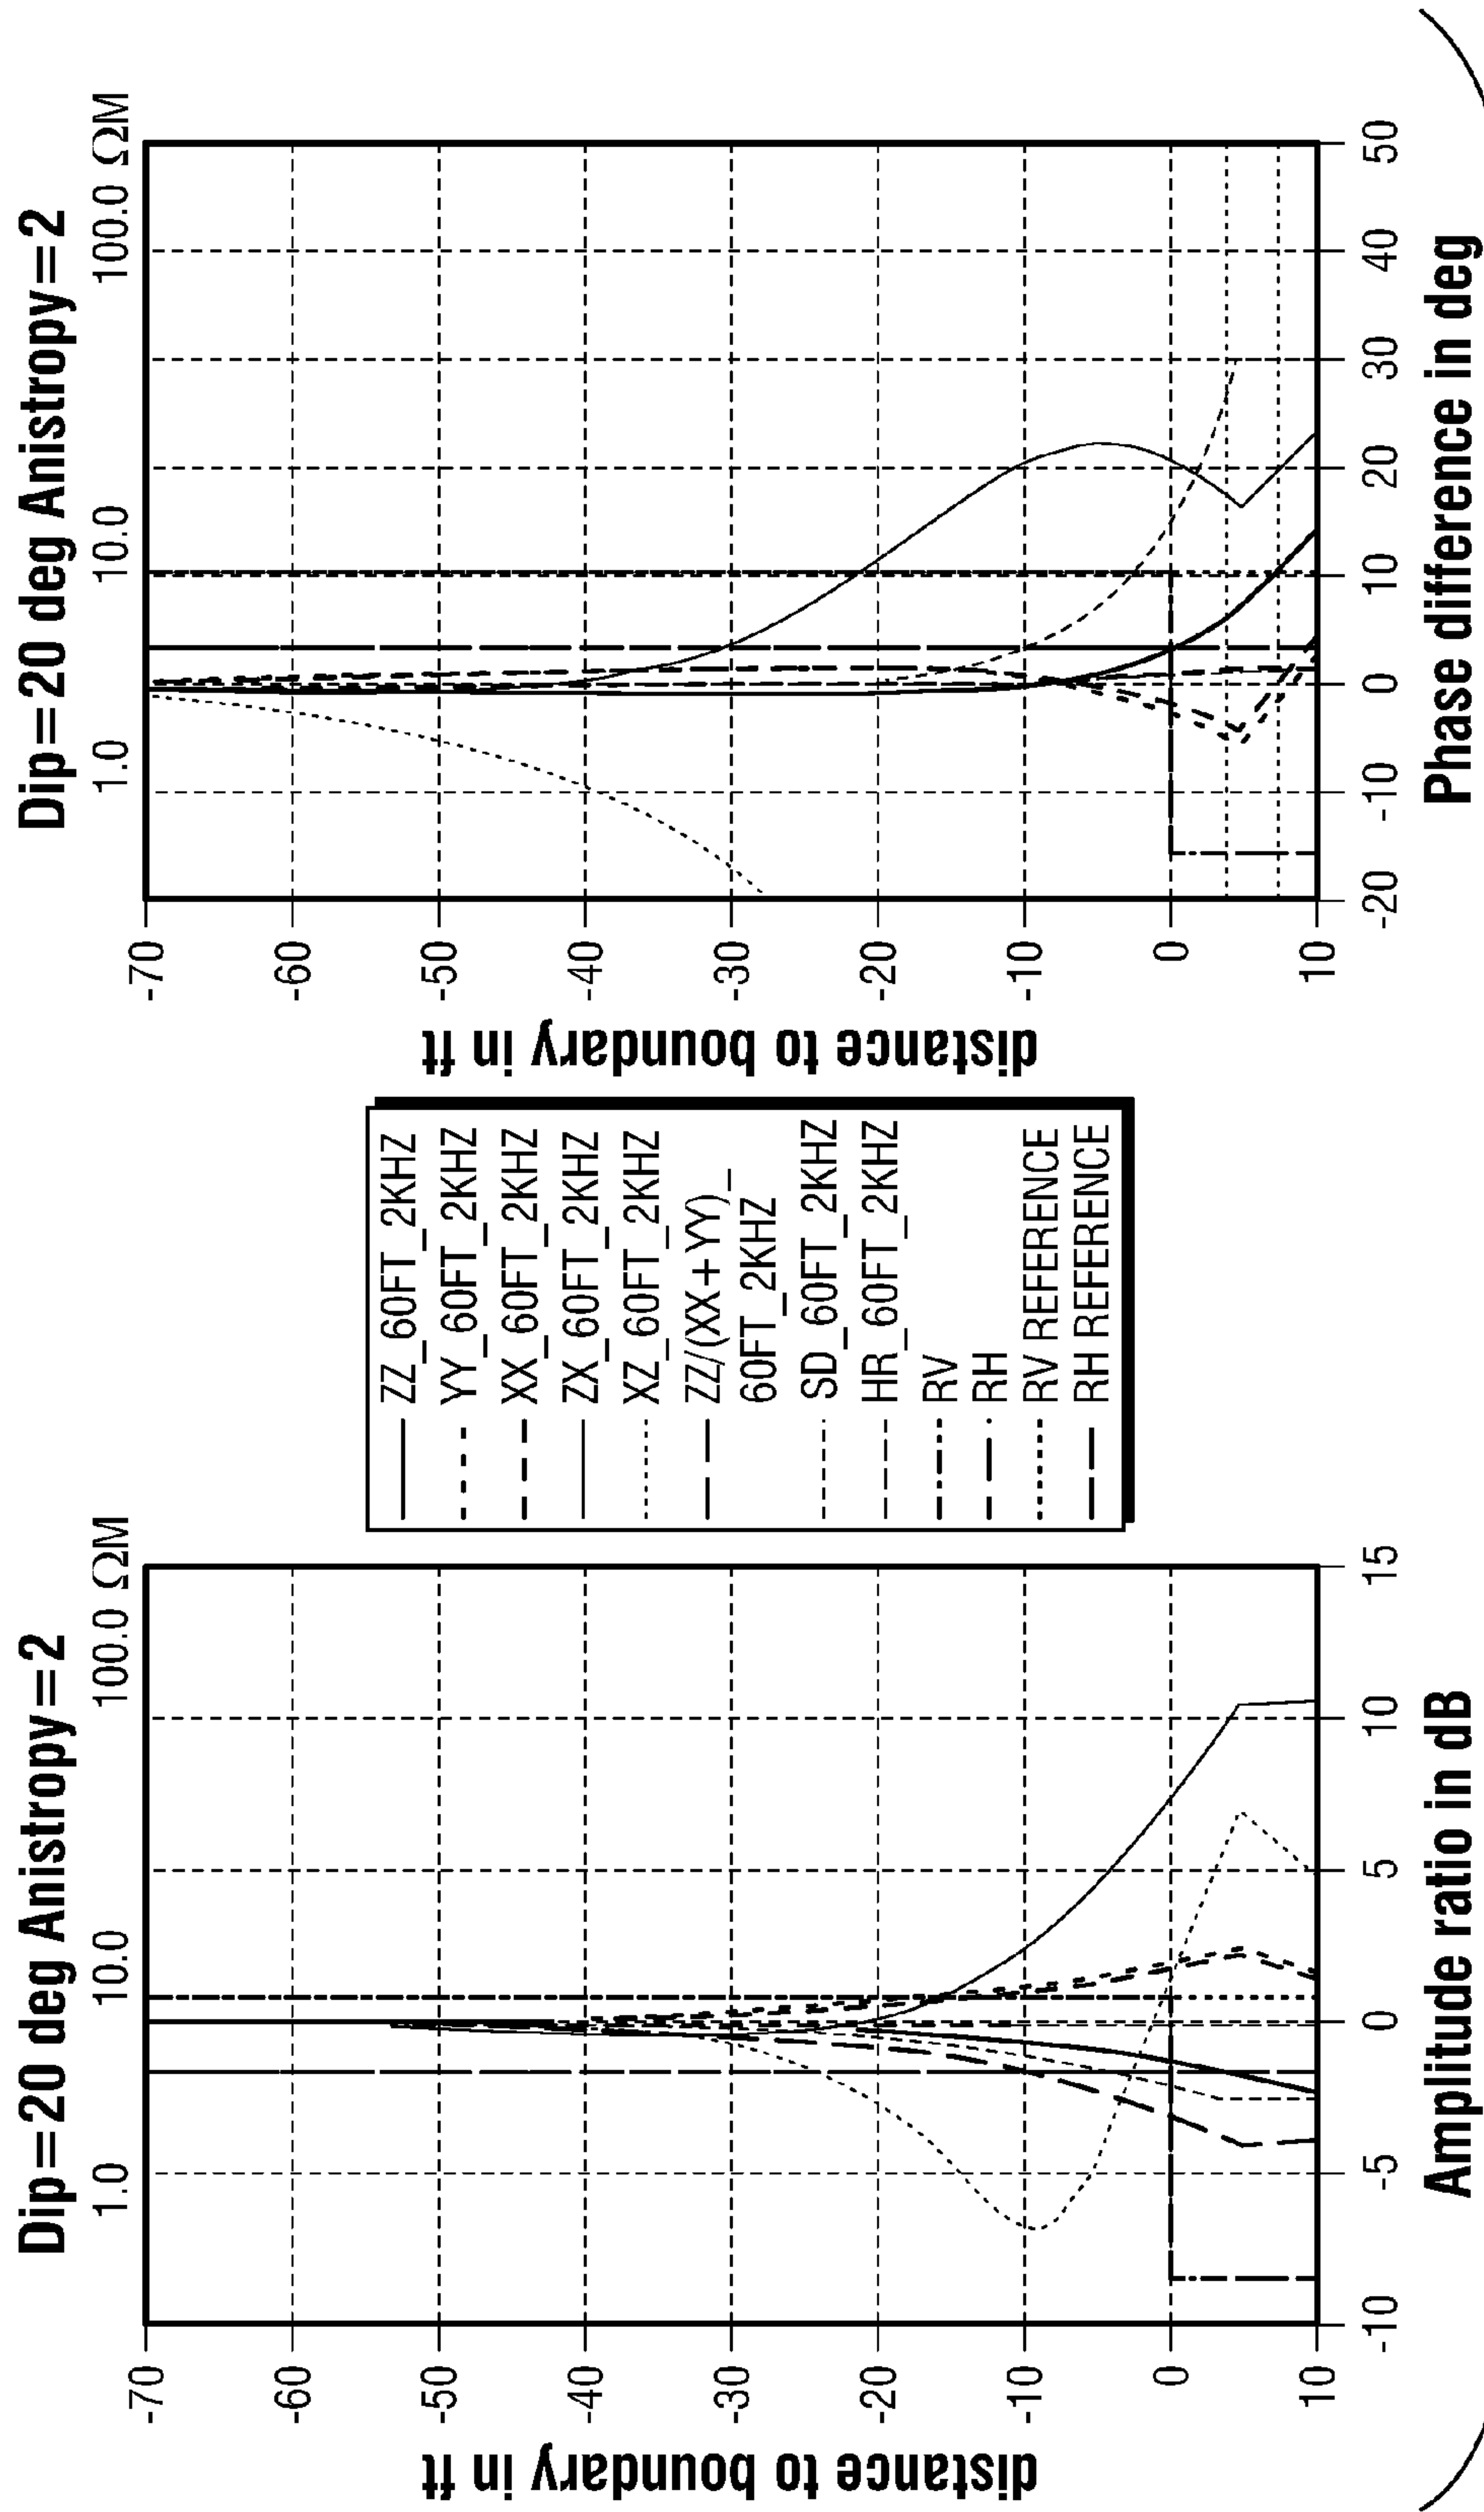 Dip=20 deg Anistropy=2
1.0 10.0 100.0 ΩM
distance to boundary in ft
-70
-60
-50
-40
-30
-20
-10
0
10
-10 -5 0 5 10 15
Amplitude ratio in dB
ZZ_60FT_2KHZ
YY_60FT_2KHZ
XX_60FT_2KHZ
ZX_60FT_2KHZ
XZ_60FT_2KHZ
ZZ/(XX+YY)_
60FT_2KHZ
SD_60FT_2KHZ
HR_60FT_2KHZ
RV
RH
RV REFERENCE
RH REFERENCE
Dip=20 deg Anistropy=2
1.0 10.0 100.0 ΩM
distance to boundary in ft
-70
-60
-50
-40
-30
-20
-10
0
10
-20 -10 0 10 20 30 40 50
Phase difference in deg